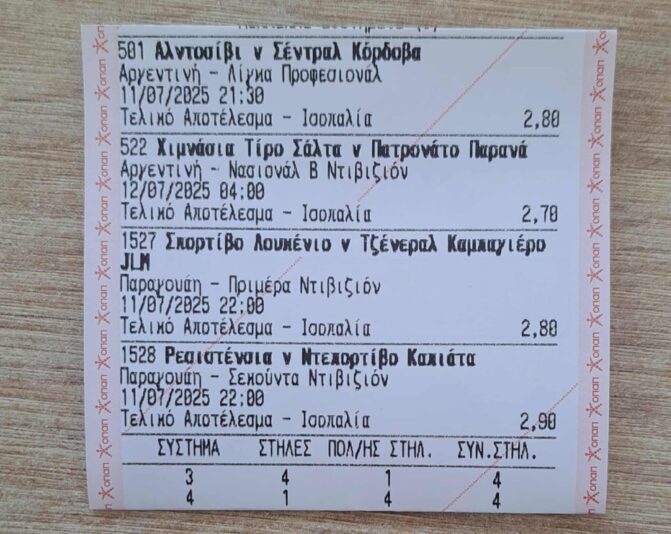 501 Αλντοσίβι v Σέντραλ Κόρδοβα
Αργεντινή - Λίγκα Προφεσιονάλ
11/07/2025 21:30
Τελικό Αποτέλεσμα - Ισοπαλία 2,80
522 Χιμνάσια Τίρο Σάλτα v Πατρονάτο Παρανά
Αργεντινή - Νασιονάλ Β Ντιβιζιόν
12/07/2025 04:00
Τελικό Αποτέλεσμα - Ισοπαλία 2,70
1527 Σπορτίβο Λουκένιο v Τζένεραλ Καμπαγιέρο
JLM
Παραγουάη - Πριμέρα Ντιβιζιόν
11/07/2025 22:00
Τελικό Αποτέλεσμα - Ισοπαλία 2,80
1528 Ρεσιστένσια v Ντεπορτίβο Καπιάτα
Παραγουάη - Σεκούντα Ντιβιζιόν
11/07/2025 22:00
Τελικό Αποτέλεσμα - Ισοπαλία 2,90
ΣΥΣΤΗΜΑ ΣΤΗΛΕΣ ΠΟΛ/ΗΣ ΣΤΗΛ. ΣΥΝ.ΣΤΗΛ.
3 4 1 4
4 1 4 4
οπαπ